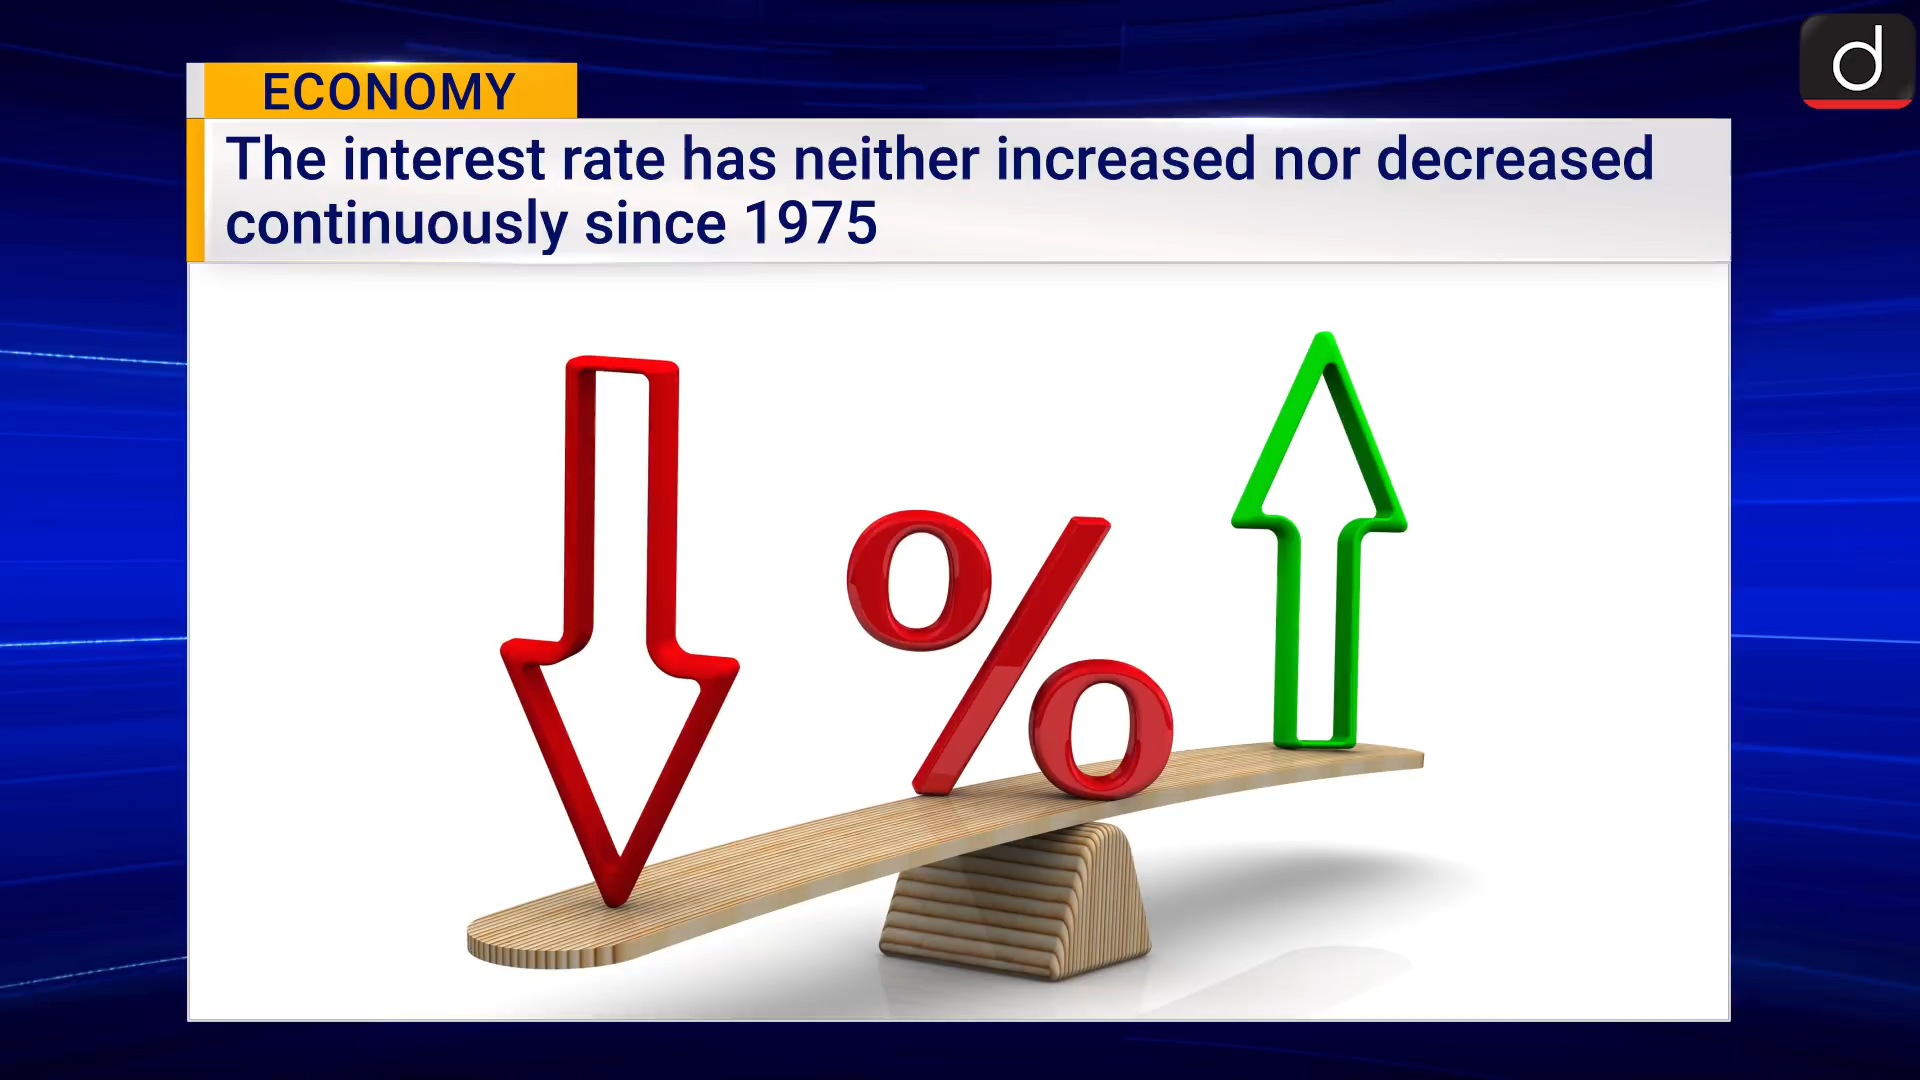 d
ECONOMY
The interest rate has neither increased nor decreased
continuously since 1975
%